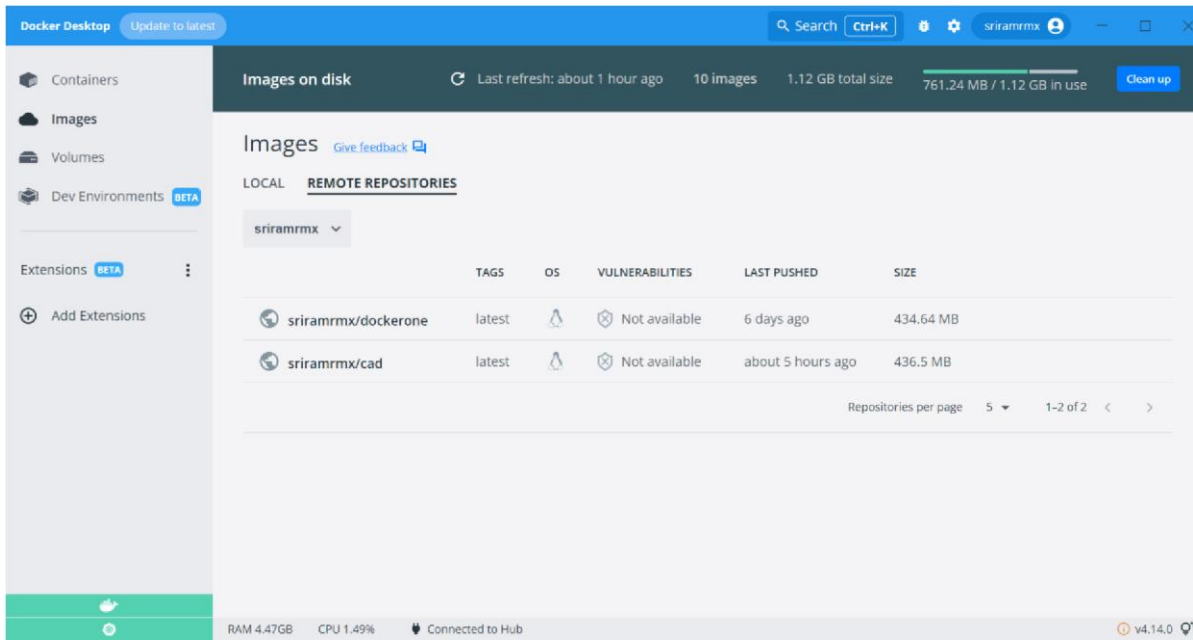 Docker Desktop Update to latest Search Ctrl+K sriramrmx
Containers
Images
Volumes
Dev Environments BETA
Extensions BETA
Add Extensions
Images on disk Last refresh: about 1 hour ago 10 images 1.12 GB total size 761.24 MB / 1.12 GB in use Clean up
Images Give feedback
LOCAL REMOTE REPOSITORIES
sriramrmx
TAGS OS VULNERABILITIES LAST PUSHED SIZE
sriramrmx/dockerone latest Not available 6 days ago 434.64 MB
sriramrmx/cad latest Not available about 5 hours ago 436.5 MB
Repositories per page 5 1–2 of 2
RAM 4.47GB CPU 1.49% Connected to Hub v4.14.0